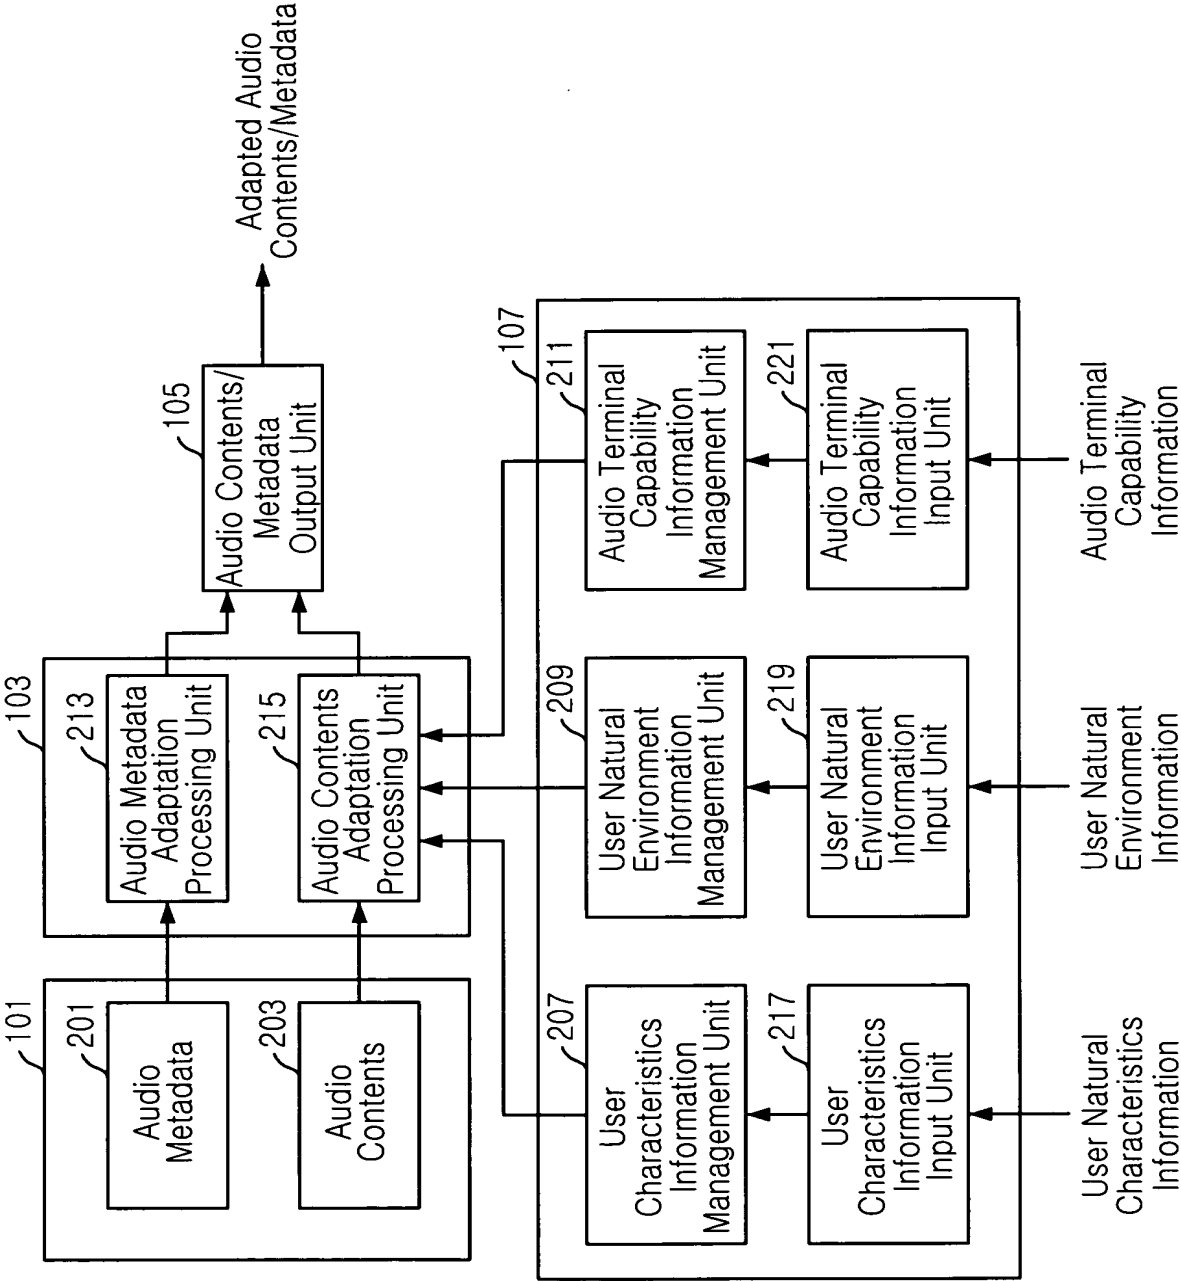 101
201
Audio
Metadata
203
Audio
Contents
103
213
Audio Metadata
Adaptation
Processing Unit
215
Audio Contents
Adaptation
Processing Unit
105
Audio Contents/
Metadata
Output Unit
Adapted Audio
Contents/Metadata
107
207
User
Characteristics
Information
Management Unit
209
User Natural
Environment
Information
Management Unit
211
Audio Terminal
Capability
Information
Management Unit
217
User
Characteristics
Information
Input Unit
219
User Natural
Environment
Information
Input Unit
221
Audio Terminal
Capability
Information
Input Unit
User Natural
Characteristics
Information
User Natural
Environment
Information
Audio Terminal
Capability
Information